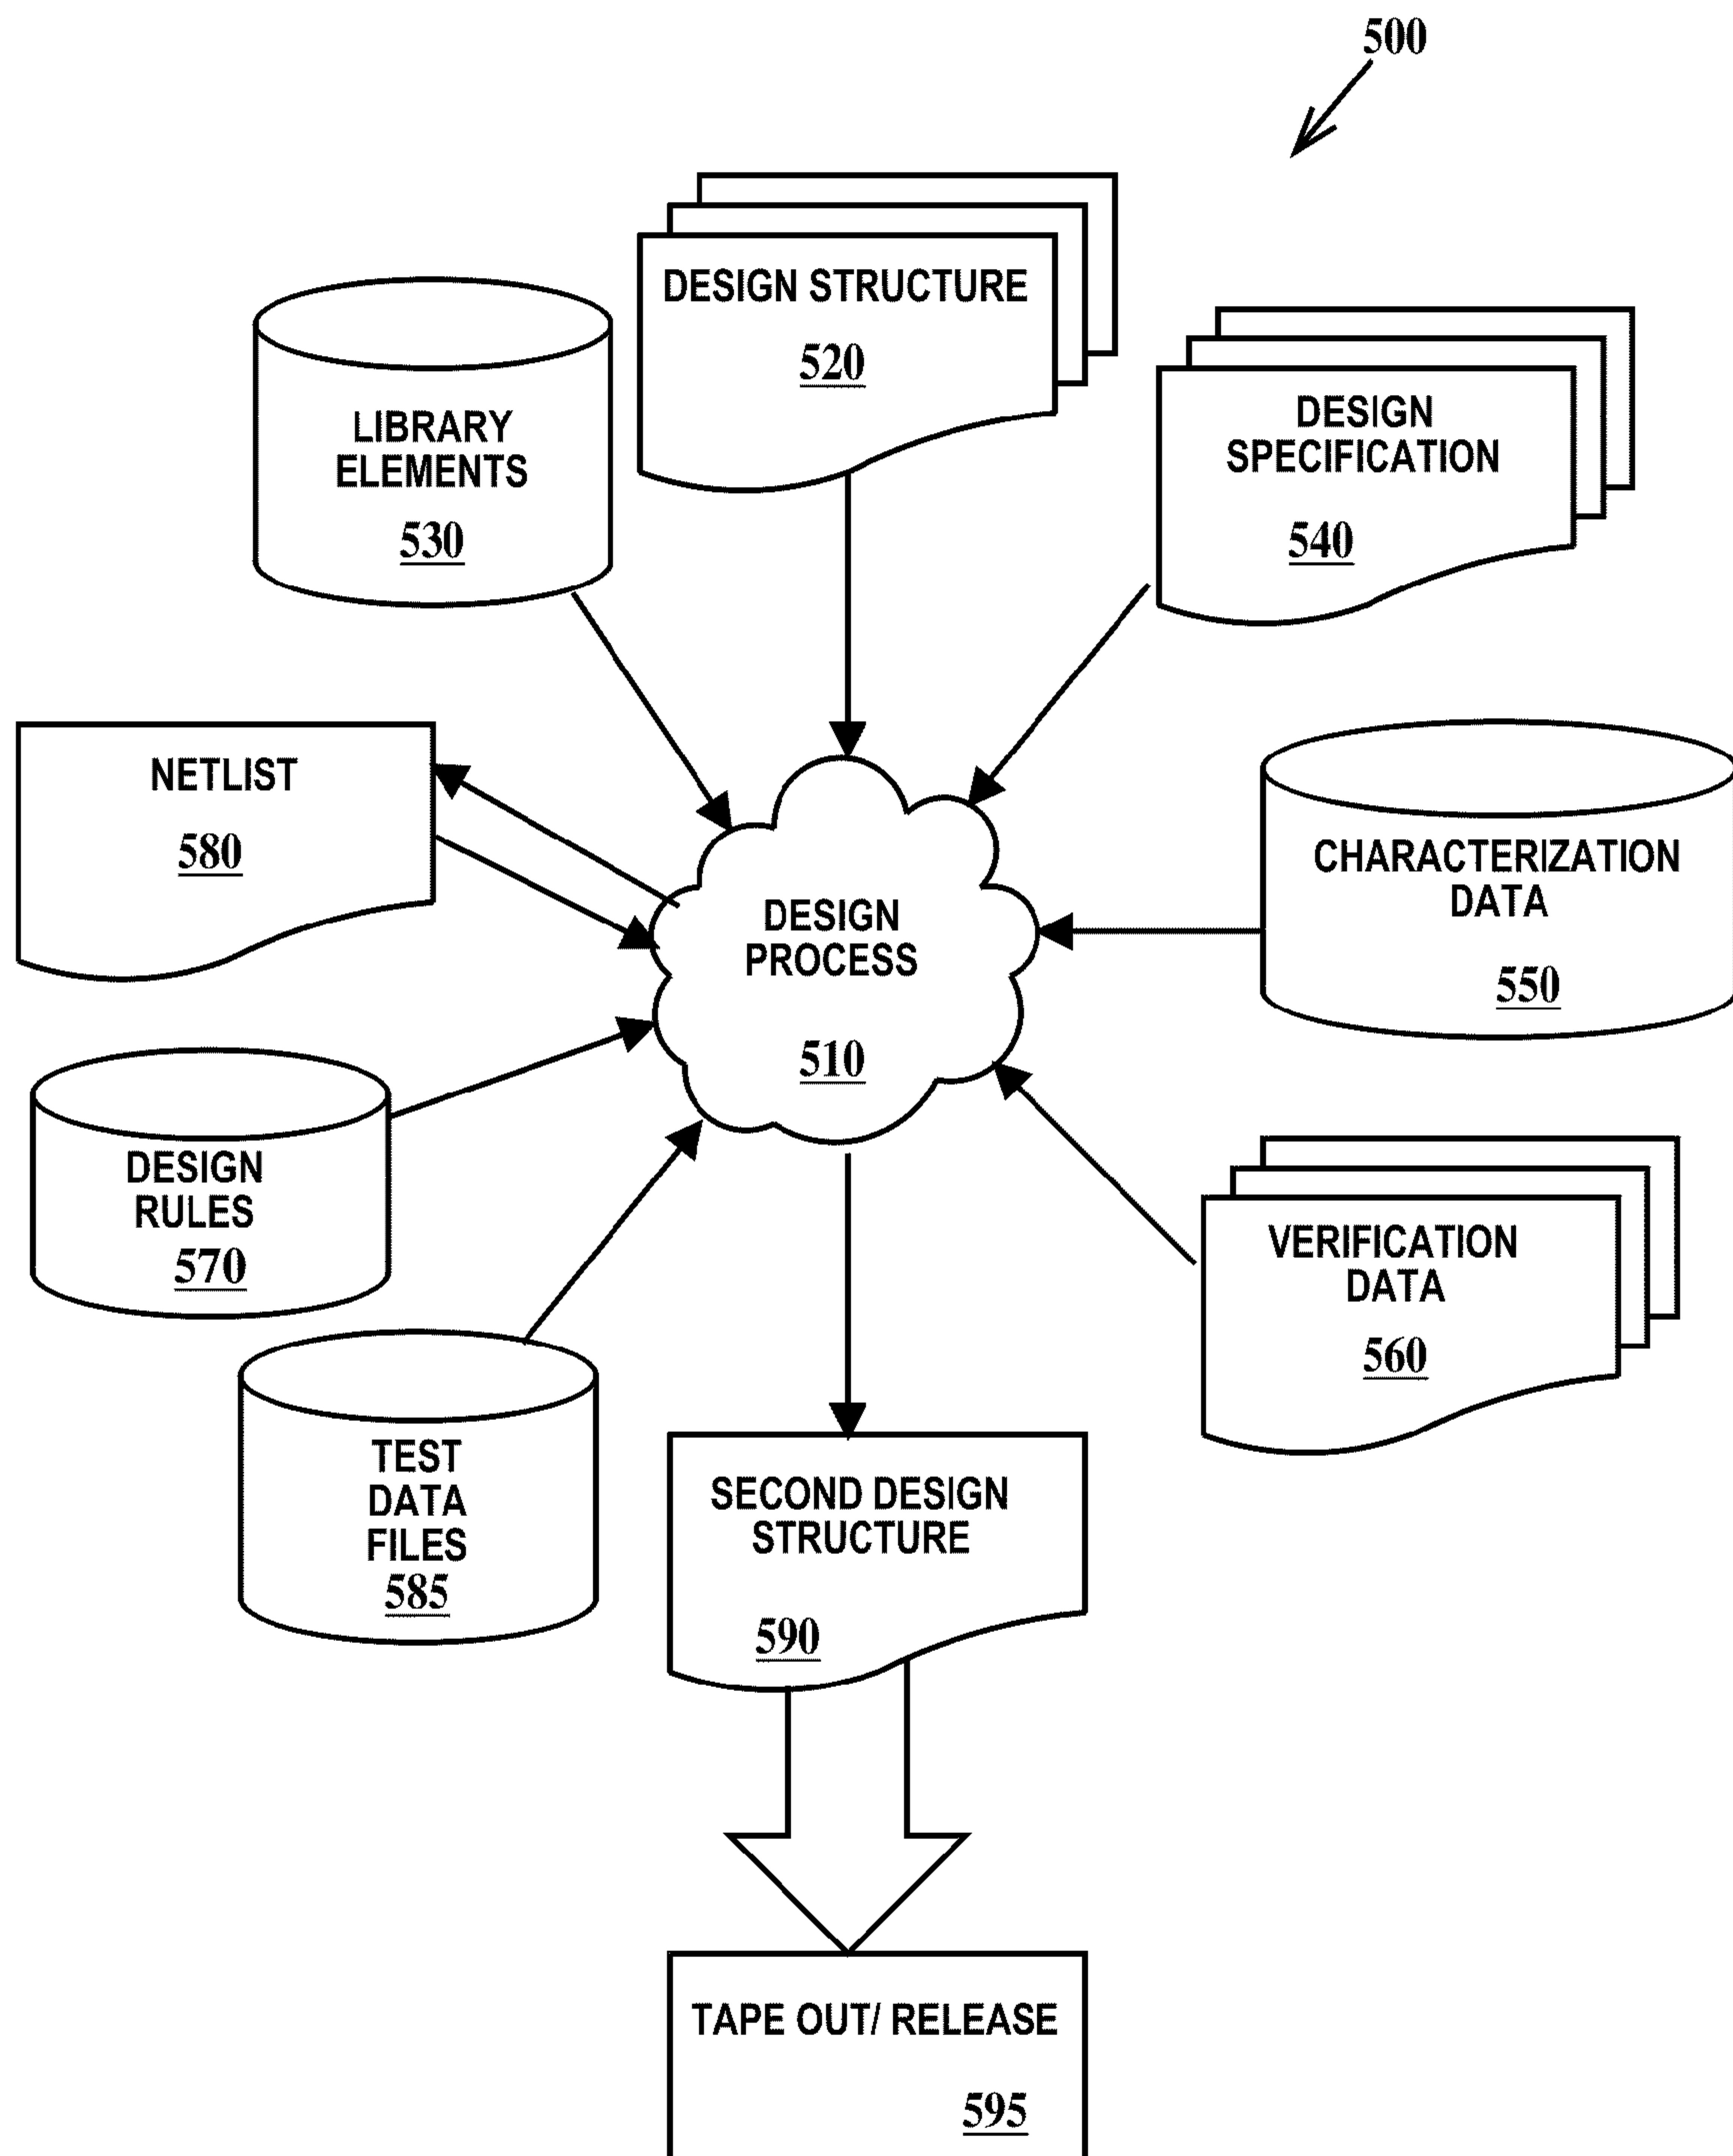 500
DESIGN STRUCTURE
520
LIBRARY
ELEMENTS
530
DESIGN
SPECIFICATION
540
NETLIST
580
CHARACTERIZATION
DATA
550
DESIGN
PROCESS
510
DESIGN
RULES
570
VERIFICATION
DATA
560
TEST
DATA
FILES
585
SECOND DESIGN
STRUCTURE
590
TAPE OUT/ RELEASE
595